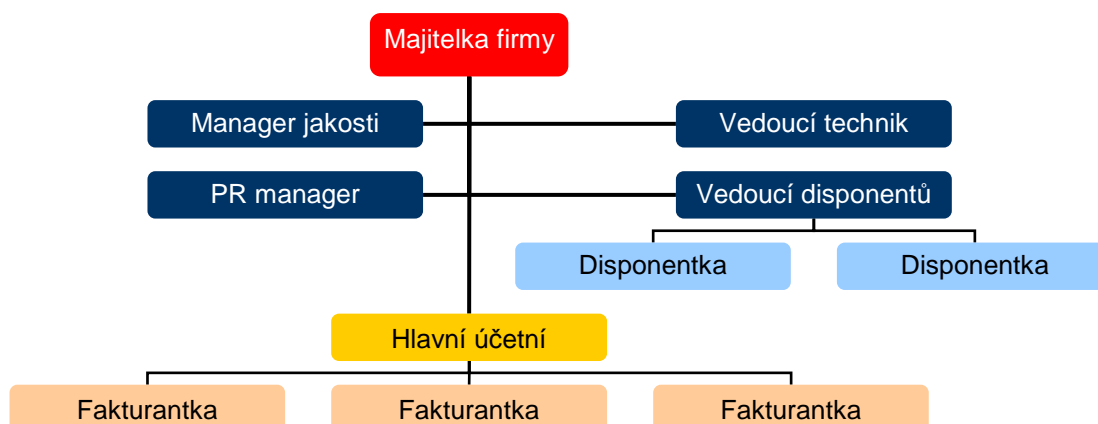 Majitelka firmy
Manager jakosti
Vedoucí technik
PR manager
Vedoucí disponentů
Disponentka
Disponentka
Hlavní účetní
Fakturantka
Fakturantka
Fakturantka